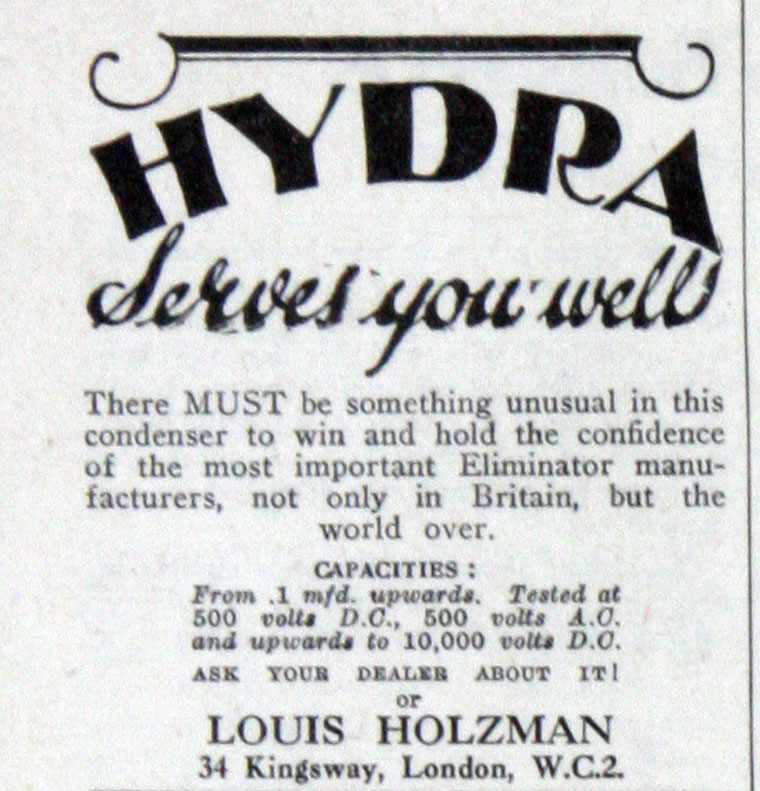 HYDRA
Serves you well
There MUST be something unusual in this
condenser to win and hold the confidence
of the most important Eliminator manu-
facturers, not only in Britain, but the
world over.
CAPACITIES :
From .1 mfd. upwards. Tested at
500 volts D.C., 500 volts A.C.
and upwards to 10,000 volts D.C.
ASK YOUR DEALER ABOUT IT!
or
LOUIS HOLZMAN
34 Kingsway, London, W.C.2.